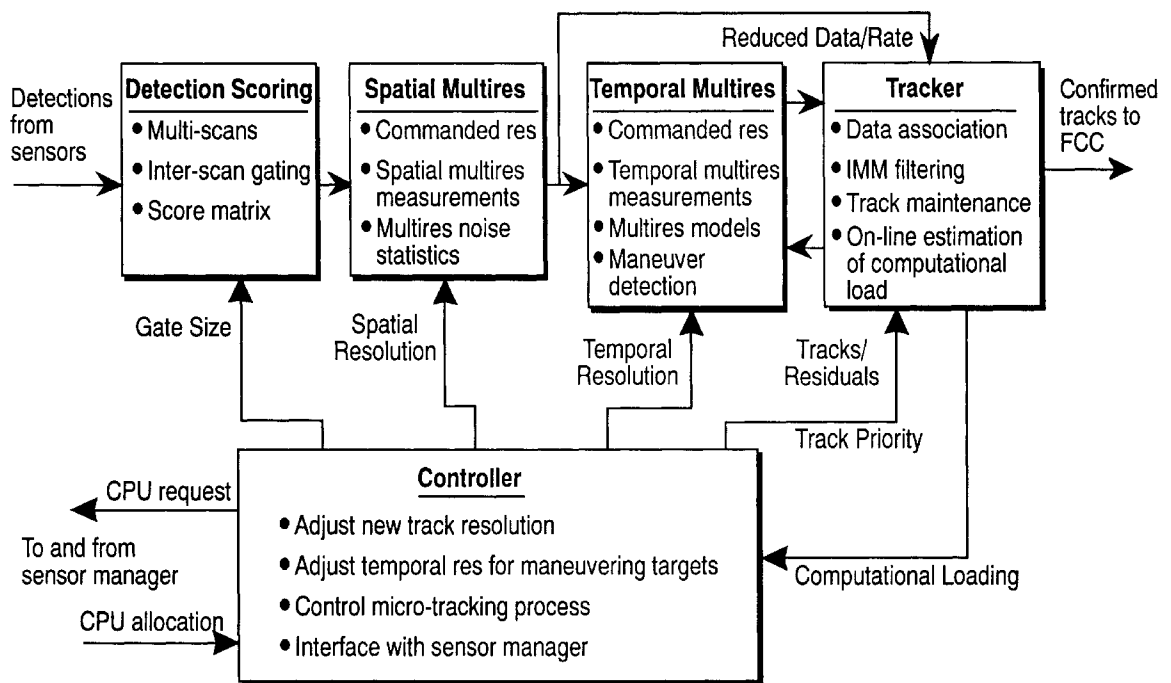 Reduced Data/Rate
Detections
from
sensors
Detection Scoring
• Multi-scans
• Inter-scan gating
• Score matrix
Spatial Multires
• Commanded res
• Spatial multires
measurements
• Multires noise
statistics
Temporal Multires
• Commanded res
• Temporal multires
measurements
• Multires models
• Maneuver
detection
Tracker
• Data association
• IMM filtering
• Track maintenance
• On-line estimation
of computational
load
Confirmed
tracks to
FCC
Gate Size
Spatial
Resolution
Temporal
Resolution
Tracks/
Residuals
Track Priority
CPU request
To and from
sensor manager
CPU allocation
Controller
• Adjust new track resolution
• Adjust temporal res for maneuvering targets
• Control micro-tracking process
• Interface with sensor manager
Computational Loading